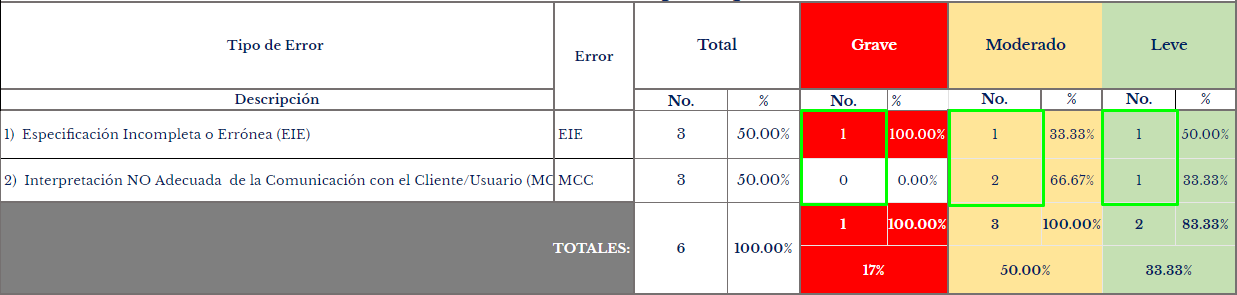 Tipo de Error Error Total Grave Moderado Leve
Descripción No. % No. % No. % No. %
1) Especificación Incompleta o Errónea (EIE) EIE 3 50.00% 1 100.00% 1 33.33% 1 50.00%
2) Interpretación NO Adecuada de la Comunicación con el Cliente/Usuario (MC MCC 3 50.00% 0 0.00% 2 66.67% 1 33.33%
TOTALES: 6 100.00% 1 100.00% 3 100.00% 2 83.33%
17% 50.00% 33.33%